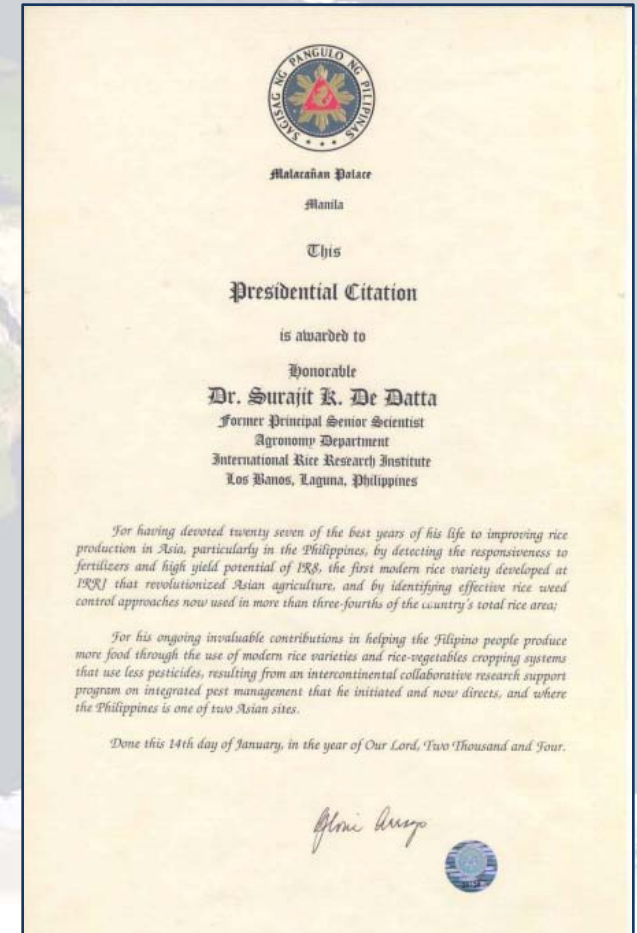 SAGISAG NG PANGULO NG PILIPINAS
Malacañan Palace
Manila
This
Presidential Citation
is awarded to
Honorable
Dr. Surajit K. De Datta
Former Principal Senior Scientist
Agronomy Department
International Rice Research Institute
Los Banos, Laguna, Philippines
For having devoted twenty seven of the best years of his life to improving rice
production in Asia, particularly in the Philippines, by detecting the responsiveness to
fertilizers and high yield potential of IR8, the first modern rice variety developed at
IRRI that revolutionized Asian agriculture, and by identifying effective rice weed
control approaches now used in more than three-fourths of the country's total rice area;
For his ongoing invaluable contributions in helping the Filipino people produce
more food through the use of modern rice varieties and rice-vegetables cropping systems
that use less pesticides, resulting from an intercontinental collaborative research support
program on integrated pest management that he initiated and now directs, and where
the Philippines is one of two Asian sites.
Done this 14th day of January, in the year of Our Lord, Two Thousand and Four.